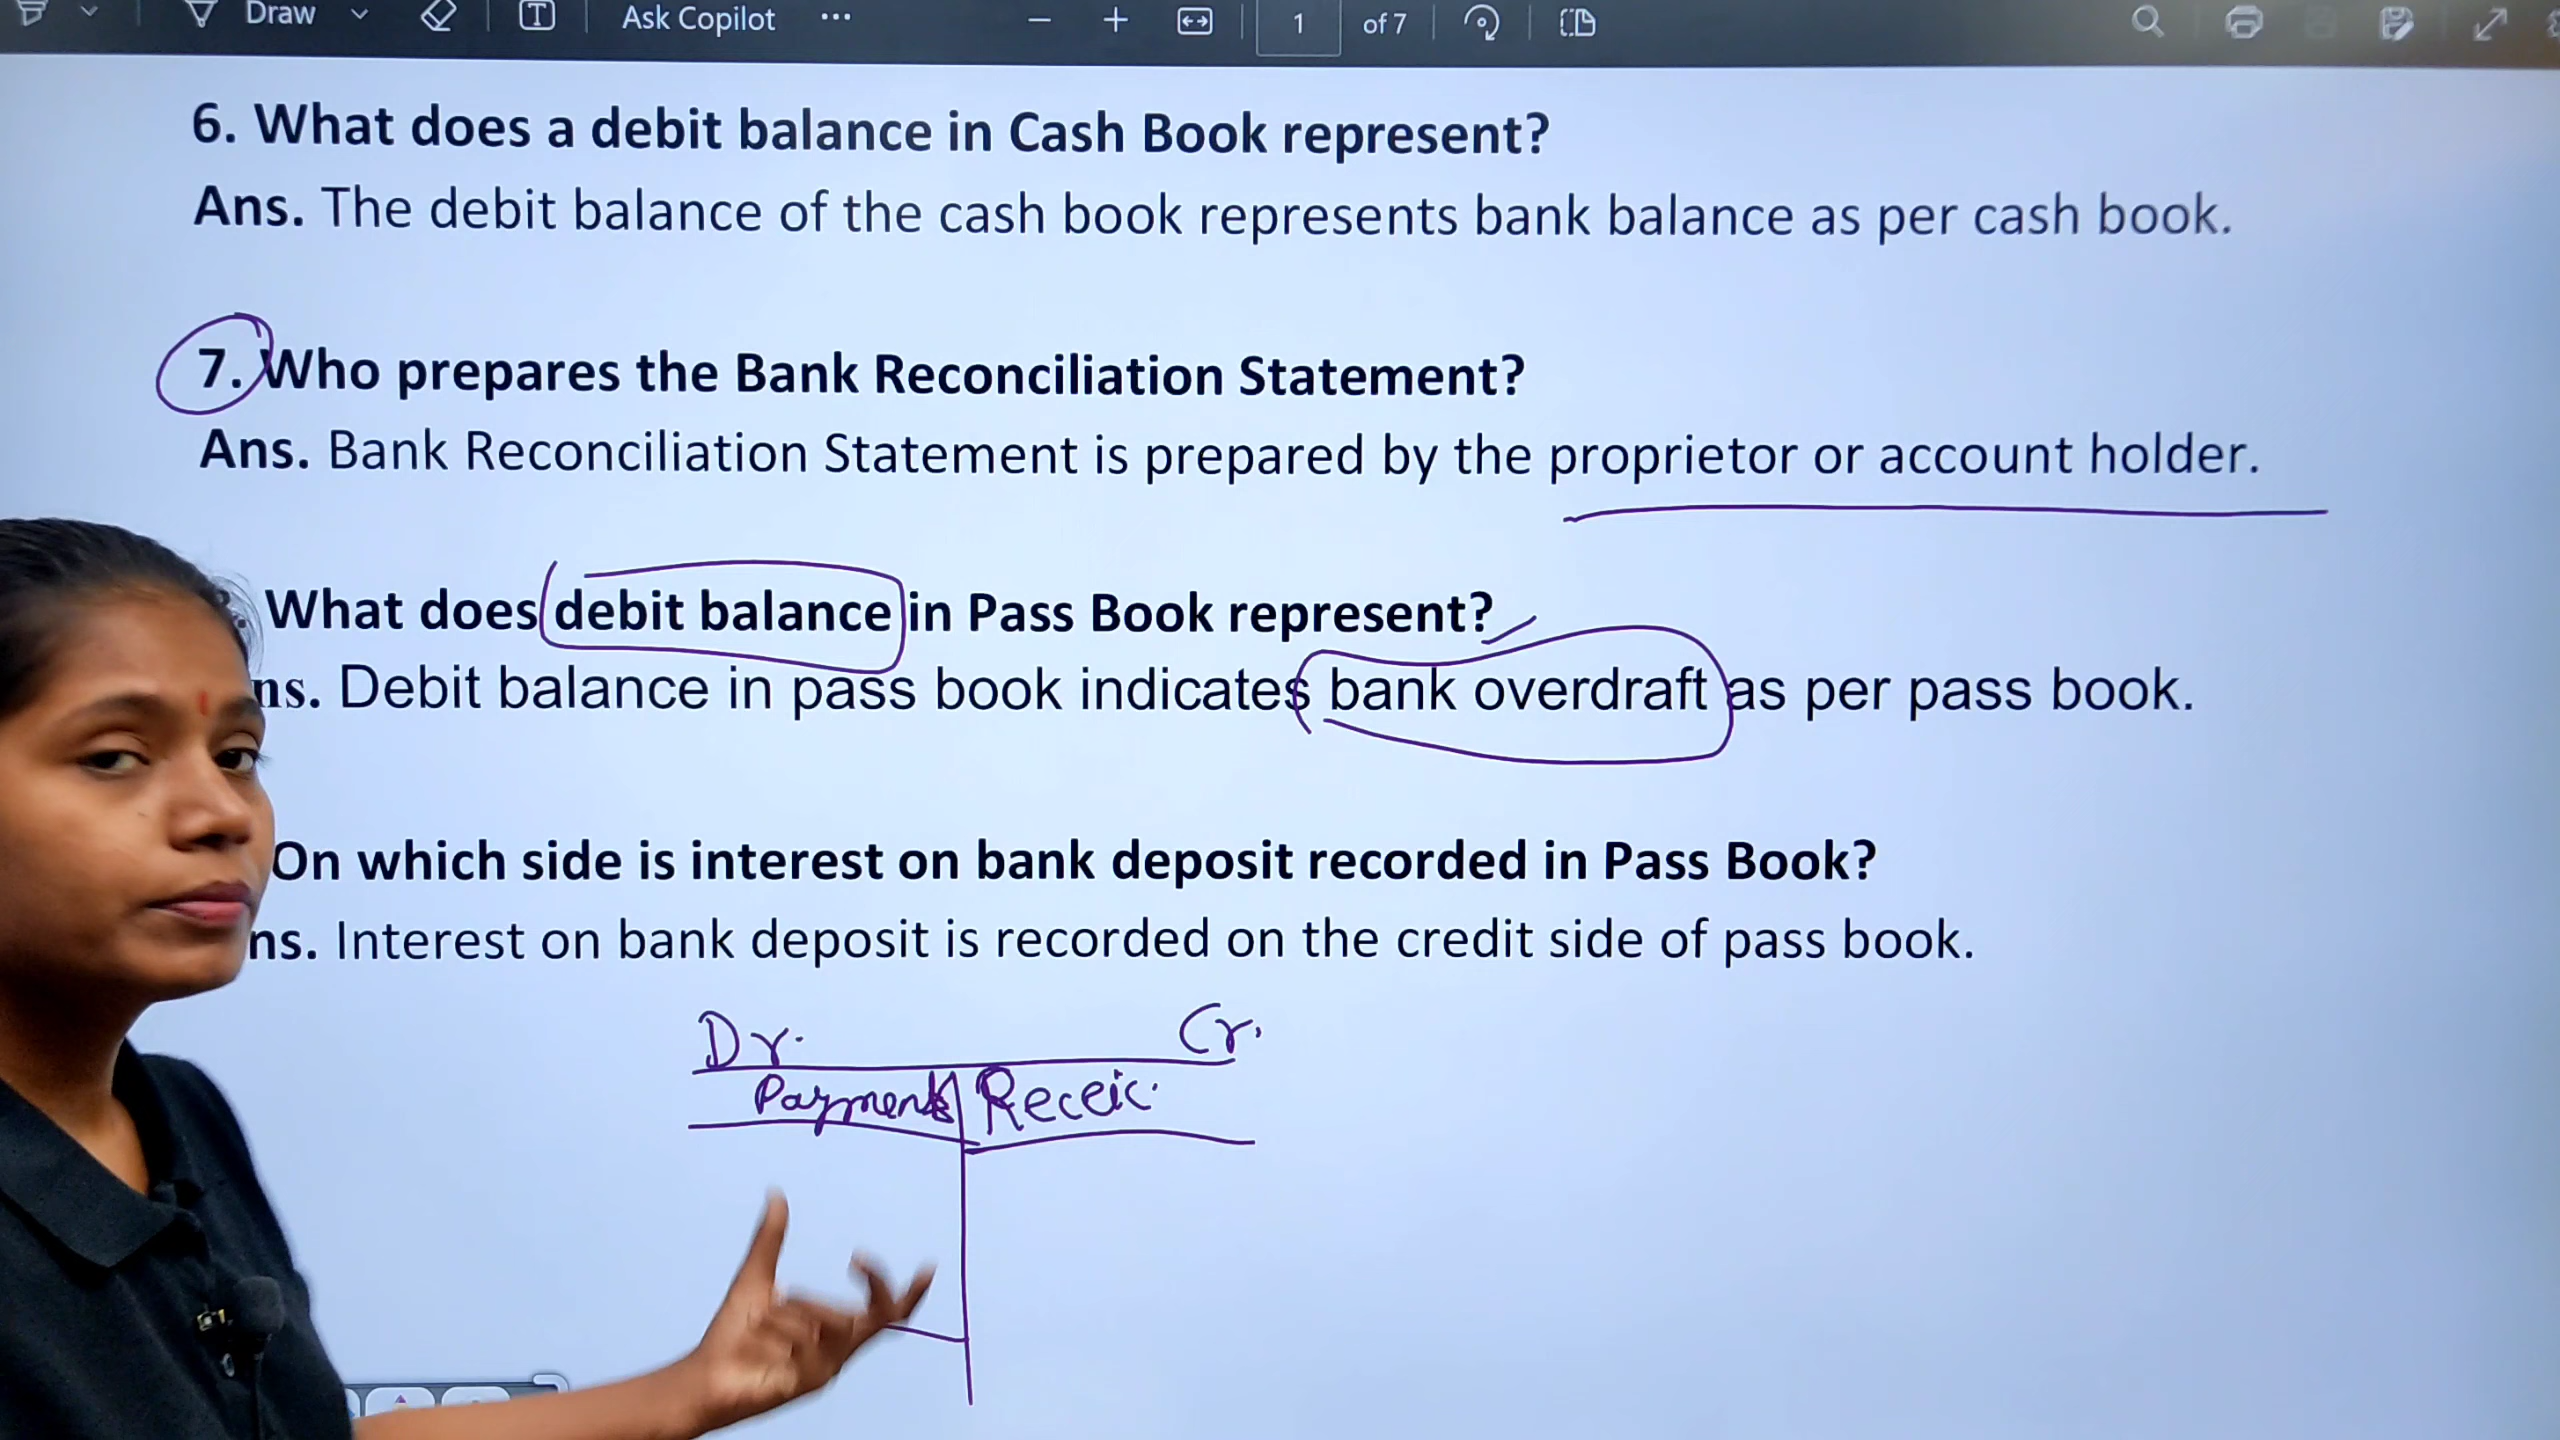 Draw Ask Copilot ... 1 of 7
6. What does a debit balance in Cash Book represent?
Ans. The debit balance of the cash book represents bank balance as per cash book.
7. Who prepares the Bank Reconciliation Statement?
Ans. Bank Reconciliation Statement is prepared by the proprietor or account holder.
What does debit balance in Pass Book represent?
ns. Debit balance in pass book indicates bank overdraft as per pass book.
On which side is interest on bank deposit recorded in Pass Book?
ns. Interest on bank deposit is recorded on the credit side of pass book.
Dr. Cr.
Payments Receic.